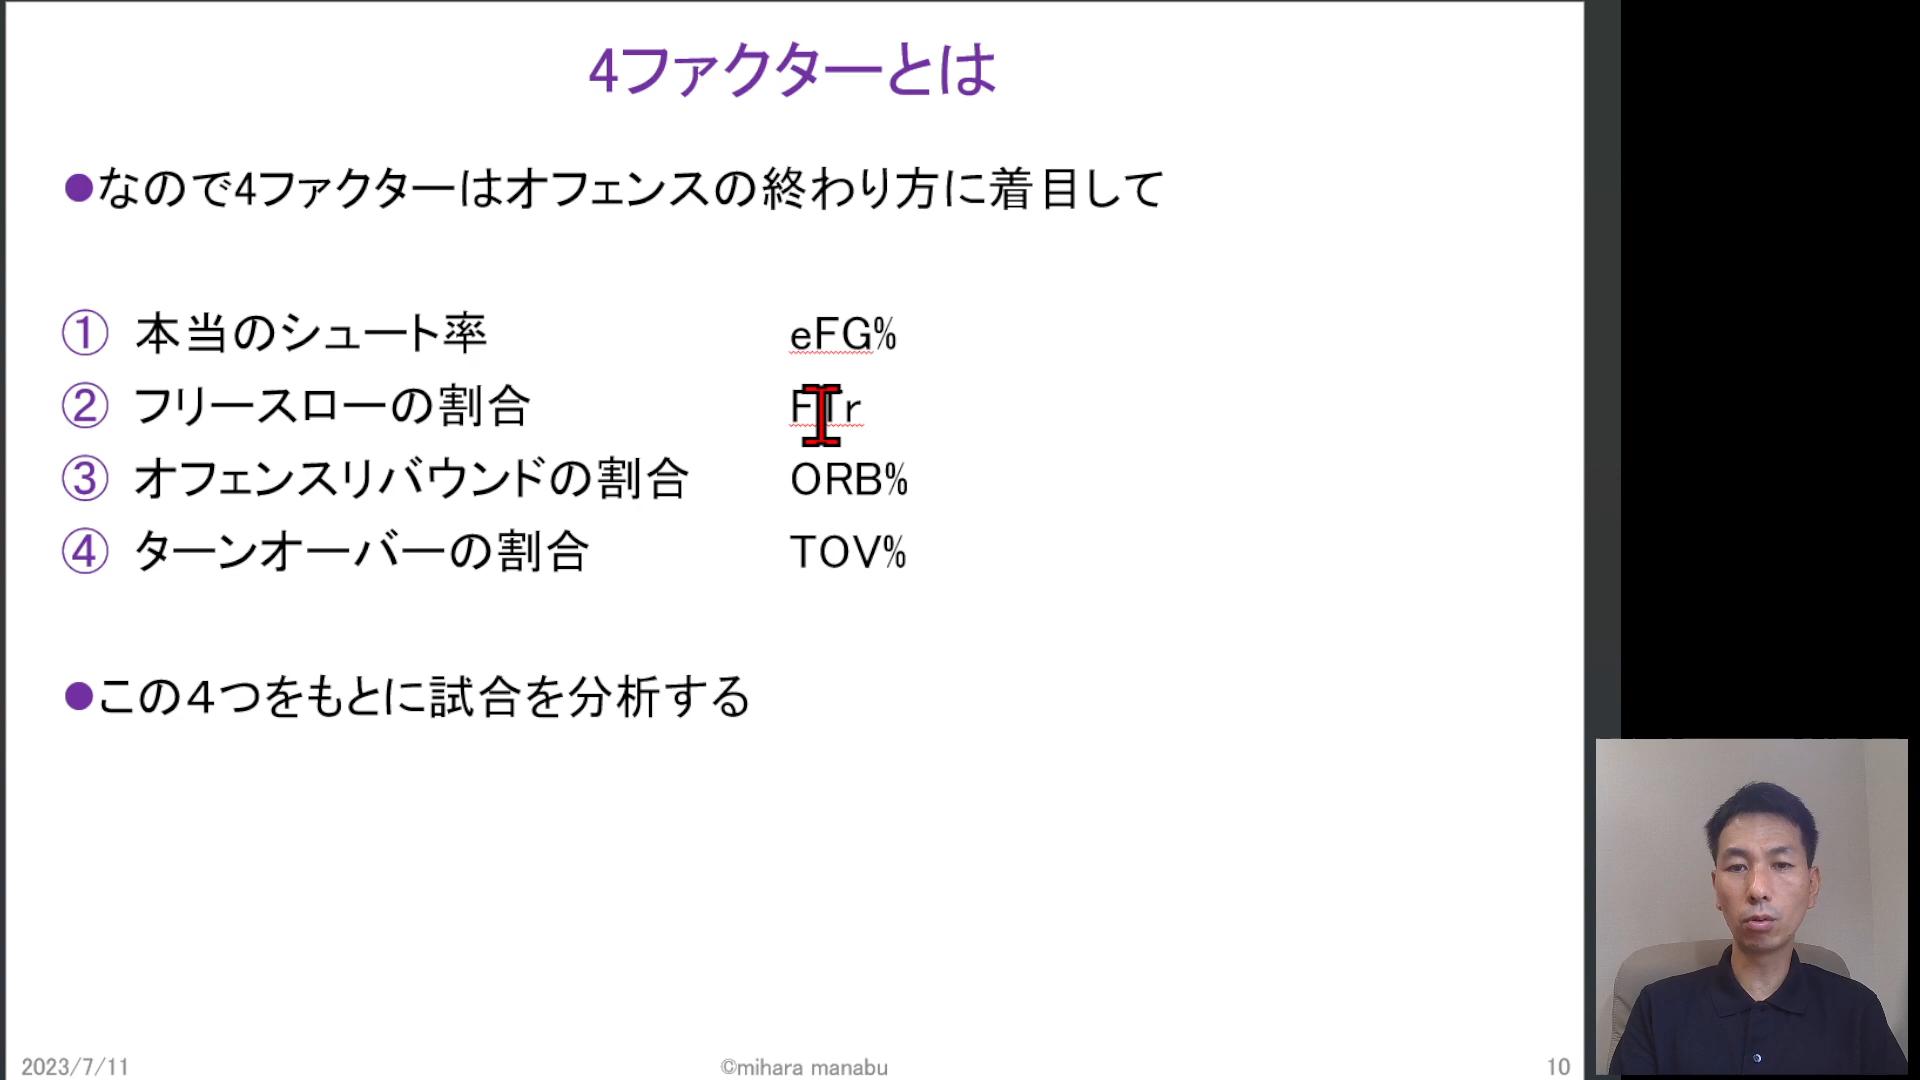 4ファクターとは
●なので4ファクターはオフェンスの終わり方に着目して
① 本当のシュート率 eFG%
② フリースローの割合 FTr
③ オフェンスリバウンドの割合 ORB%
④ ターンオーバーの割合 TOV%
●この４つをもとに試合を分析する
2023/7/11 ©mihara manabu 10